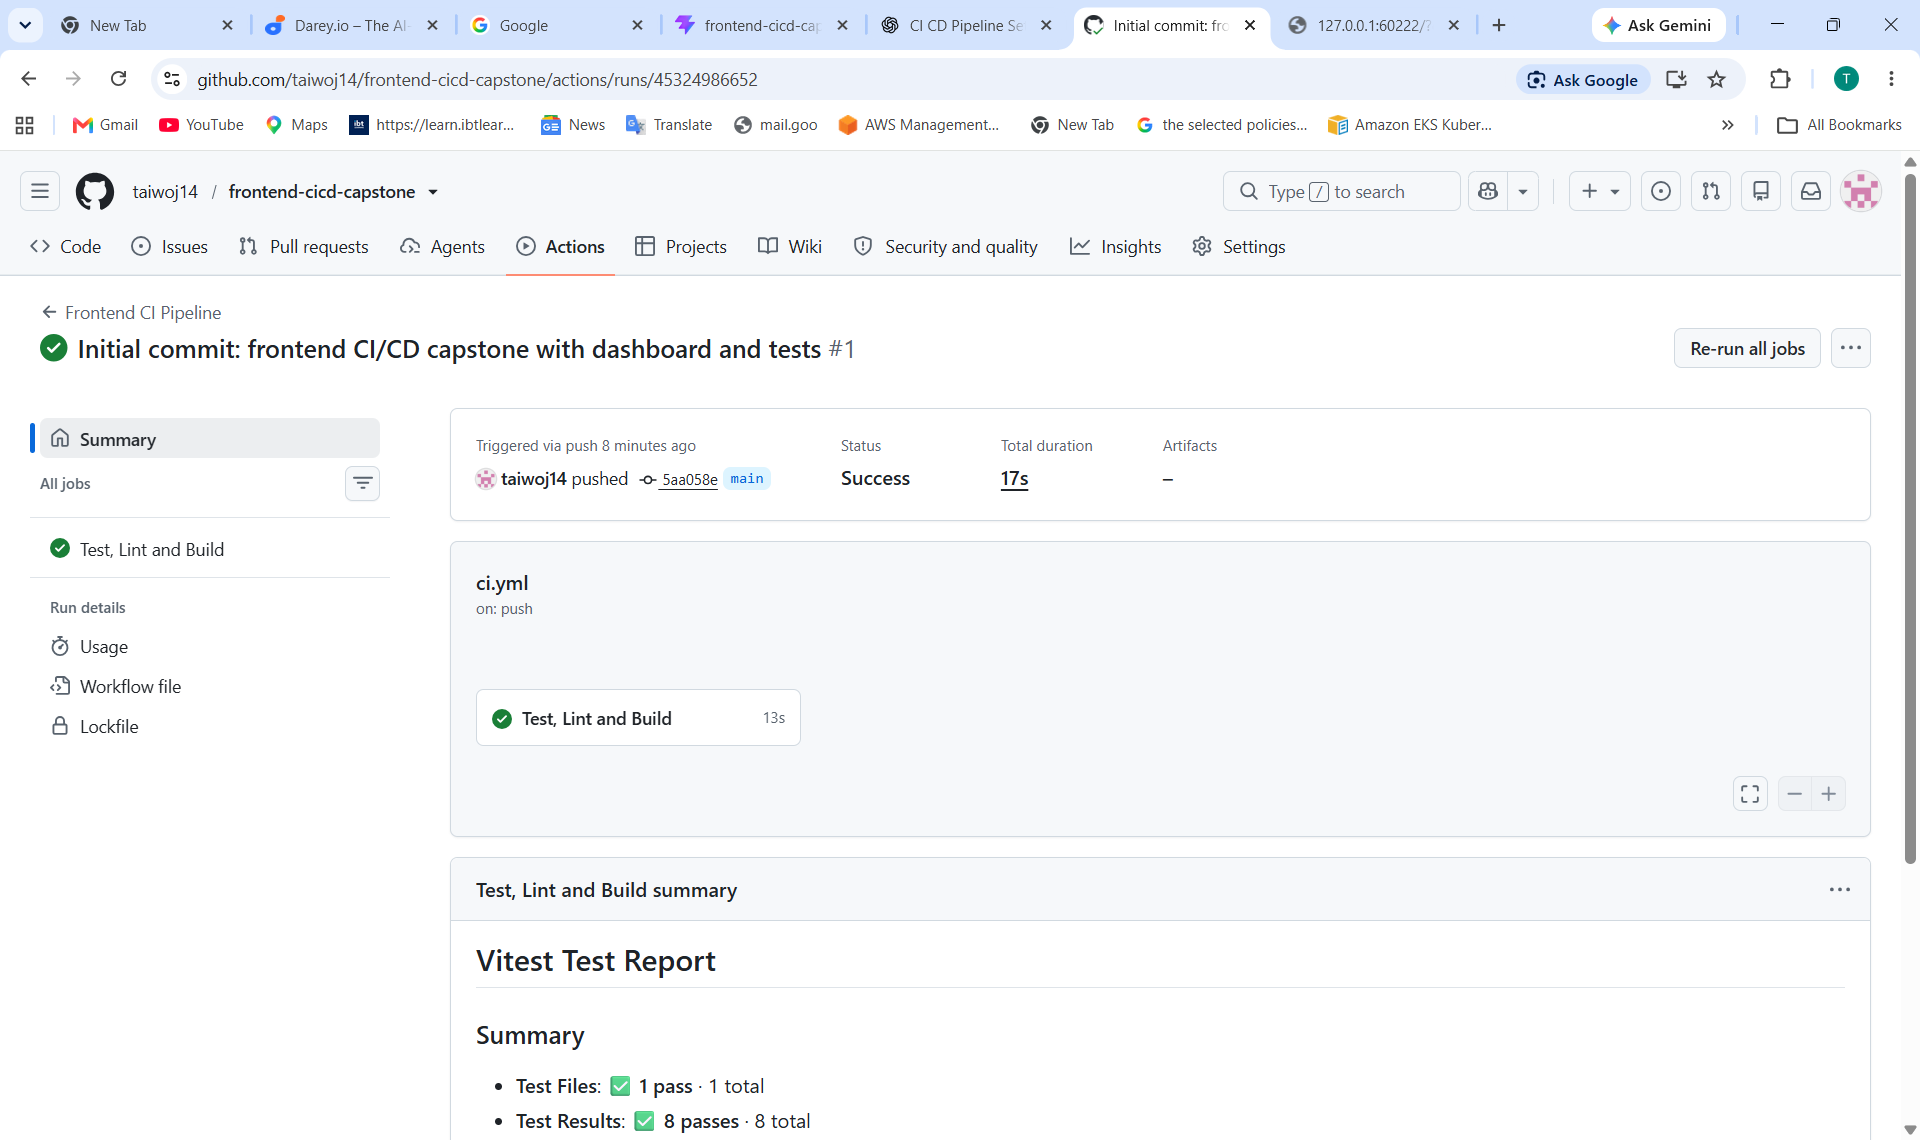 New Tab
Darey.io – The AI-
Google
frontend-cicd-cap
CI CD Pipeline Se
Initial commit: fro
127.0.0.1:60222/?
Ask Gemini
github.com/taiwoj14/frontend-cicd-capstone/actions/runs/45324986652
Ask Google
T
Gmail
YouTube
Maps
ibt
https://learn.ibtlear...
News
Translate
mail.goo
AWS Management...
New Tab
the selected policies...
Amazon EKS Kuber...
All Bookmarks
taiwoj14 / frontend-cicd-capstone
Type / to search
Code
Issues
Pull requests
Agents
Actions
Projects
Wiki
Security and quality
Insights
Settings
Frontend CI Pipeline
Initial commit: frontend CI/CD capstone with dashboard and tests #1
Re-run all jobs
Summary
All jobs
Test, Lint and Build
Run details
Usage
Workflow file
Lockfile
Triggered via push 8 minutes ago
taiwoj14 pushed 5aa058e main
Status
Success
Total duration
17s
Artifacts
–
ci.yml
on: push
Test, Lint and Build 13s
Test, Lint and Build summary
Vitest Test Report
Summary
• Test Files: ✅ 1 pass · 1 total
• Test Results: ✅ 8 passes · 8 total